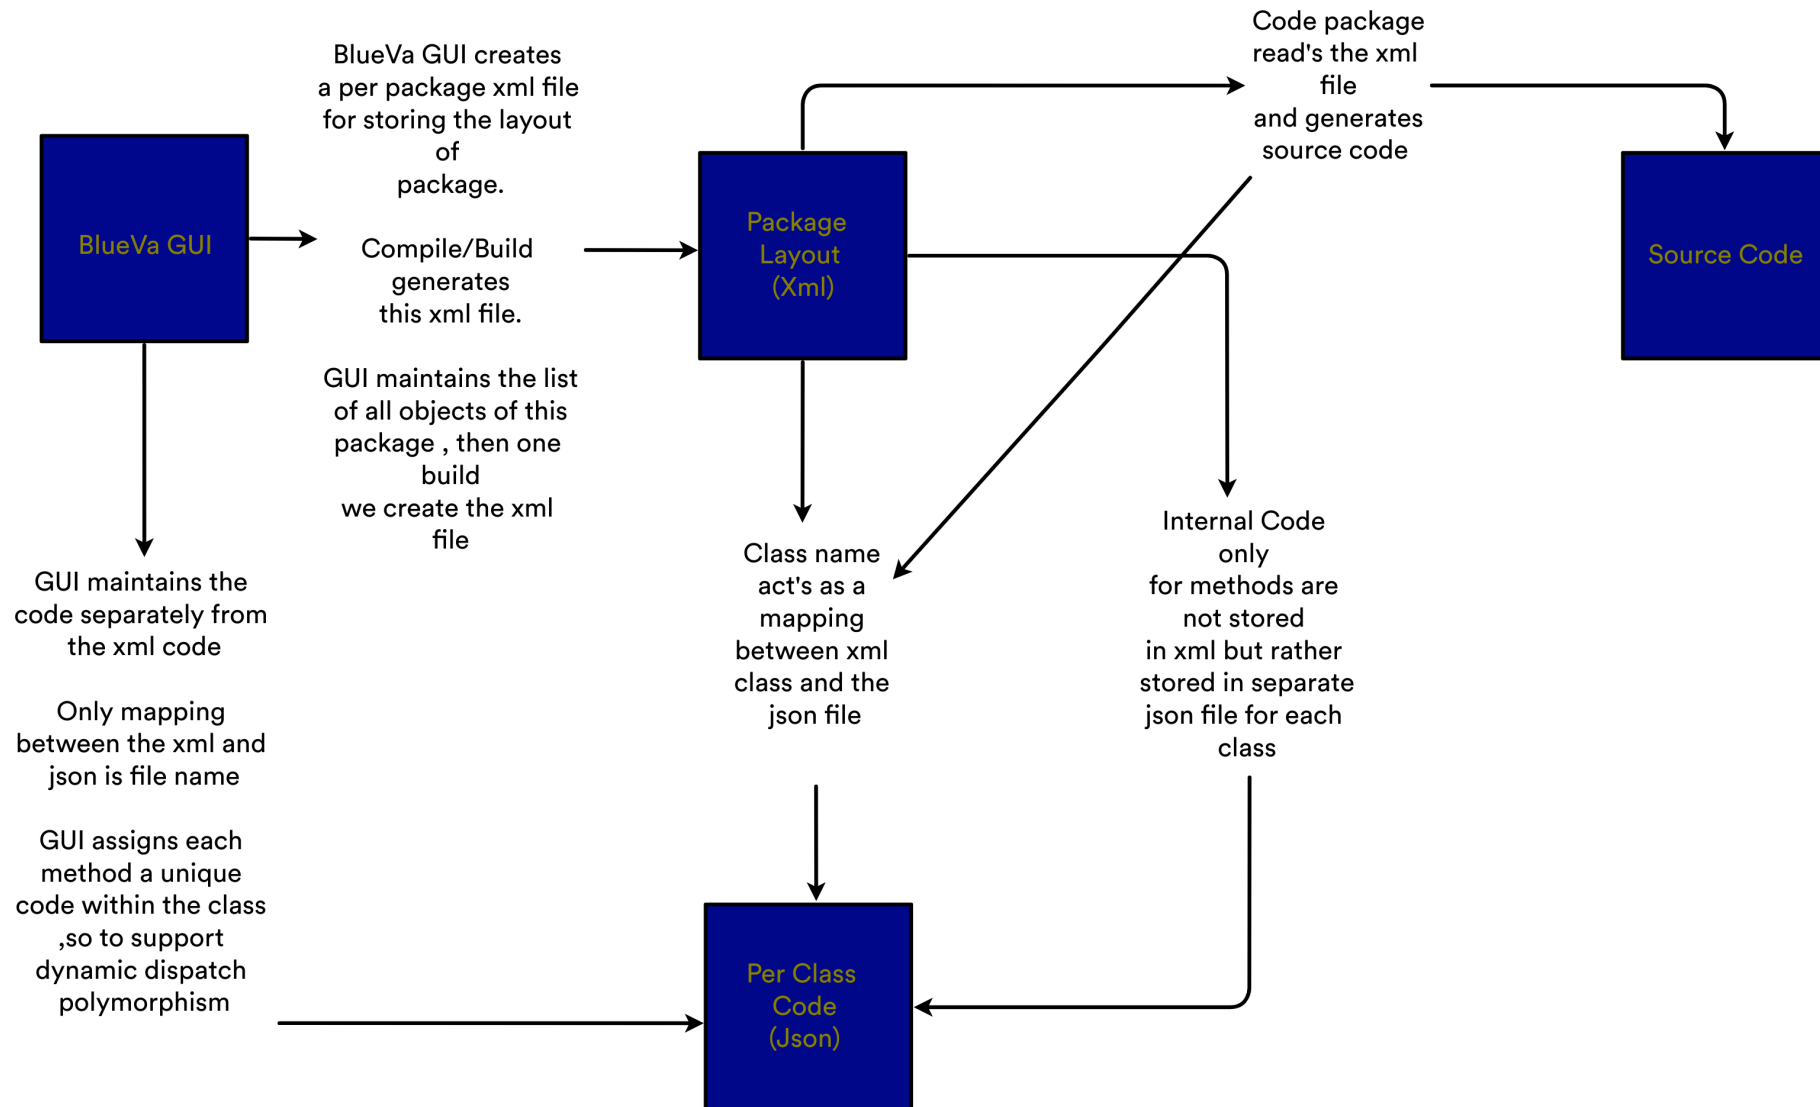 BlueVa GUI
BlueVa GUI creates
a per package xml file
for storing the layout
of
package.
Compile/Build
generates
this xml file.
GUI maintains the list
of all objects of this
package , then one
build
we create the xml
file
Package
Layout
(Xml)
Code package
read's the xml
file
and generates
source code
Source Code
GUI maintains the
code separately from
the xml code
Only mapping
between the xml and
json is file name
GUI assigns each
method a unique
code within the class
,so to support
dynamic dispatch
polymorphism
Class name
act's as a
mapping
between xml
class and the
json file
Internal Code
only
for methods are
not stored
in xml but rather
stored in separate
json file for each
class
Per Class
Code
(Json)